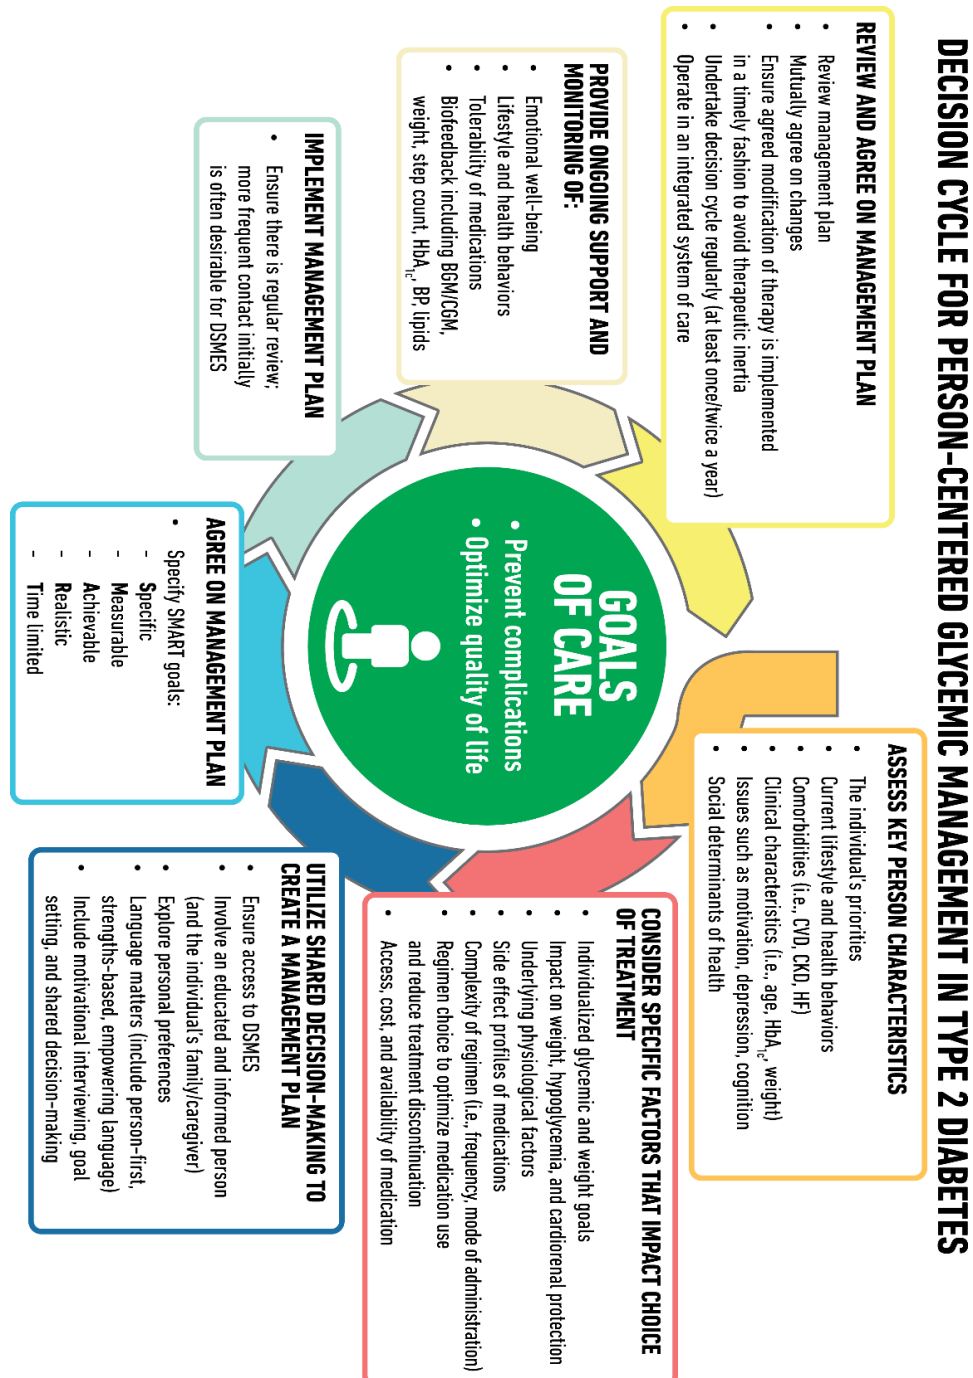 DECISION CYCLE FOR PERSON-CENTERED GLYCEMIC MANAGEMENT IN TYPE 2 DIABETES
REVIEW AND AGREE ON MANAGEMENT PLAN
• Review management plan
• Mutually agree on changes
• Ensure agreed modification of therapy is implemented
in a timely fashion to avoid therapeutic inertia
• Undertake decision cycle regularly (at least once/twice a year)
• Operate in an integrated system of care
ASSESS KEY PERSON CHARACTERISTICS
• The individual's priorities
• Current lifestyle and health behaviors
• Comorbidities (i.e., CVD, CKD, HF)
• Clinical characteristics (i.e., age, HbA1c, weight)
• Issues such as motivation, depression, cognition
• Social determinants of health
PROVIDE ONGOING SUPPORT AND
MONITORING OF:
• Emotional well-being
• Lifestyle and health behaviors
• Tolerability of medications
• Biofeedback including BGM/CGM,
weight, step count, HbA1c, BP, lipids
GOALS
OF CARE
• Prevent complications
• Optimize quality of life
CONSIDER SPECIFIC FACTORS THAT IMPACT CHOICE
OF TREATMENT
• Individualized glycemic and weight goals
• Impact on weight, hypoglycemia, and cardiorenal protection
• Underlying physiological factors
• Side effect profiles of medications
• Complexity of regimen (i.e., frequency, mode of administration)
• Regimen choice to optimize medication use
and reduce treatment discontinuation
• Access, cost, and availability of medication
IMPLEMENT MANAGEMENT PLAN
• Ensure there is regular review;
more frequent contact initially
is often desirable for DSMES
AGREE ON MANAGEMENT PLAN
• Specify SMART goals:
- Specific
- Measurable
- Achievable
- Realistic
- Time limited
UTILIZE SHARED DECISION-MAKING TO
CREATE A MANAGEMENT PLAN
• Ensure access to DSMES
• Involve an educated and informed person
(and the individual's family/caregiver)
• Explore personal preferences
• Language matters (include person-first,
strengths-based, empowering language)
• Include motivational interviewing, goal
setting, and shared decision-making